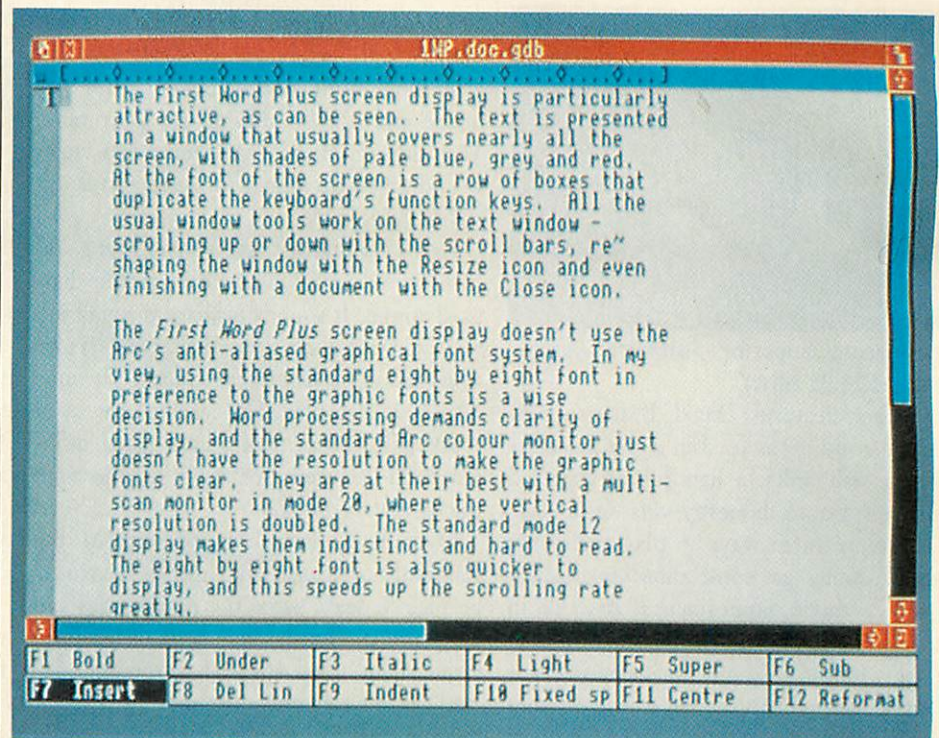 1WP.doc.gdb
The First Word Plus screen display is particularly
attractive, as can be seen.  The text is presented
in a window that usually covers nearly all the
screen, with shades of pale blue, grey and red.
At the foot of the screen is a row of boxes that
duplicate the keyboard's function keys.  All the
usual window tools work on the text window -
scrolling up or down with the scroll bars, re~
shaping the window with the Resize icon and even
finishing with a document with the Close icon.
The First Word Plus screen display doesn't use the
Arc's anti-aliased graphical font system.  In my
view, using the standard eight by eight font in
preference to the graphic fonts is a wise
decision.  Word processing demands clarity of
display, and the standard Arc colour monitor just
doesn't have the resolution to make the graphic
fonts clear.  They are at their best with a multi-
scan monitor in mode 20, where the vertical
resolution is doubled.  The standard mode 12
display makes them indistinct and hard to read.
The eight by eight .font is also quicker to
display, and this speeds up the scrolling rate
greatly.
F1 Bold F2 Under F3 Italic F4 Light F5 Super F6 Sub
F7 Insert F8 Del Lin F9 Indent F10 Fixed sp F11 Centre F12 Reformat